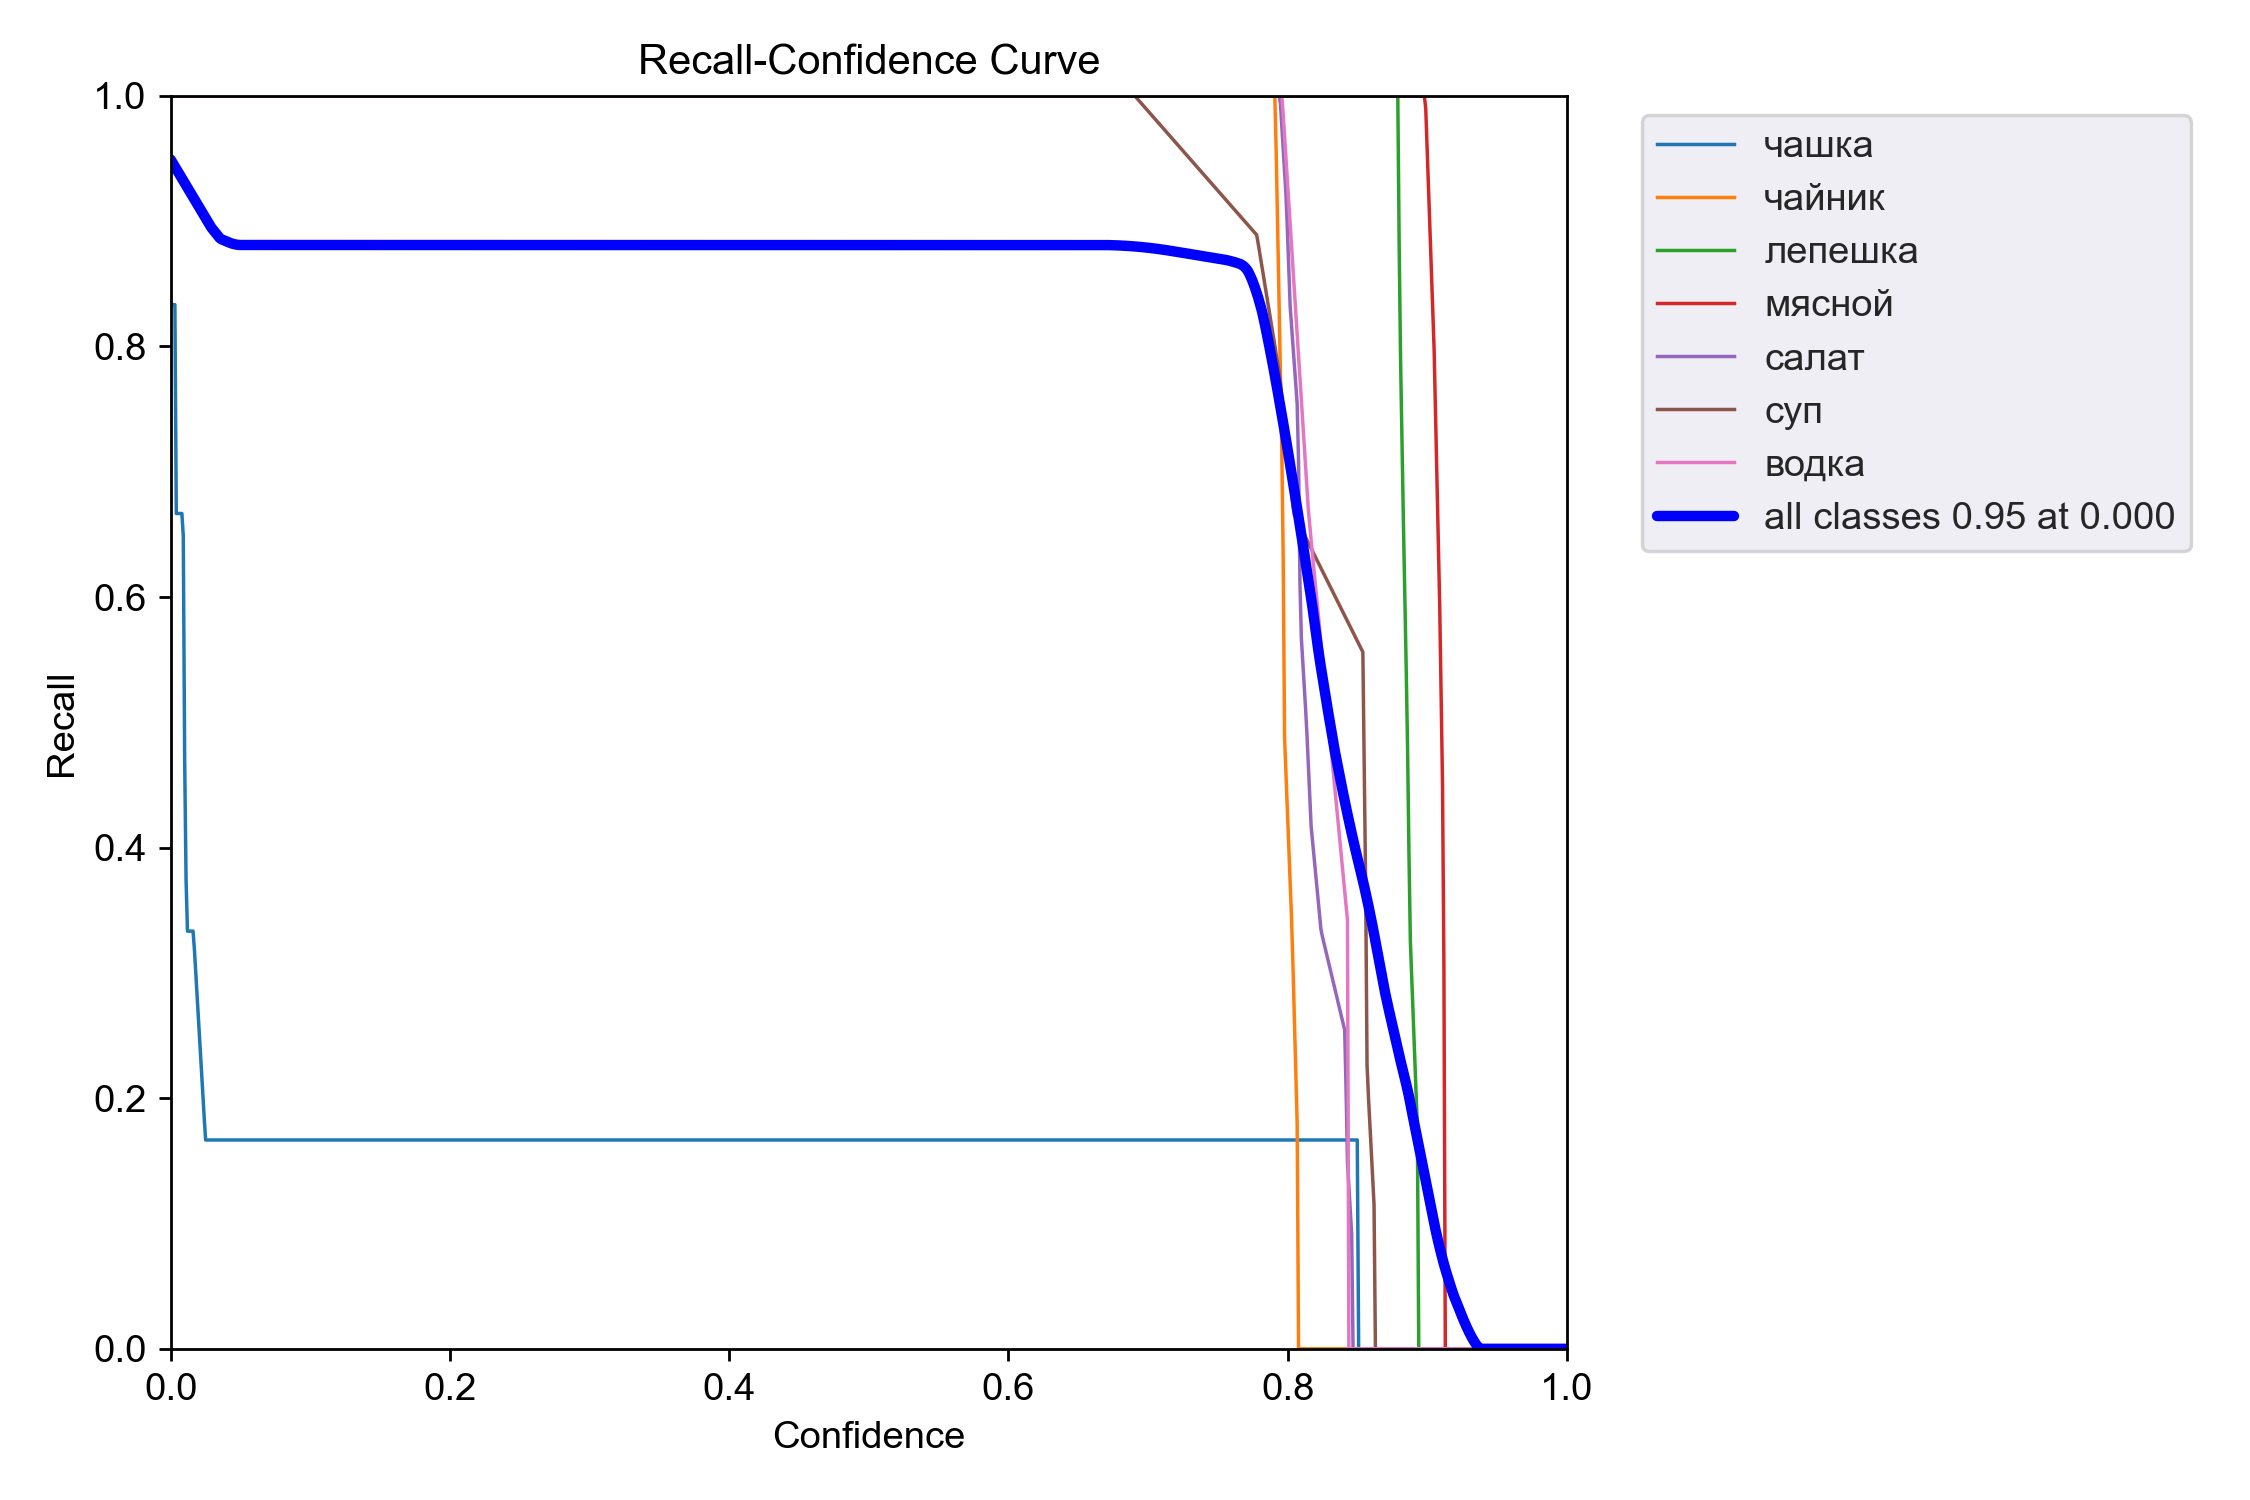 Recall-Confidence Curve
1.0
0.8
0.6
0.4
0.2
0.0
Recall
0.0 0.2 0.4 0.6 0.8 1.0
Confidence
чашка
чайник
лепешка
мясной
салат
суп
водка
all classes 0.95 at 0.000